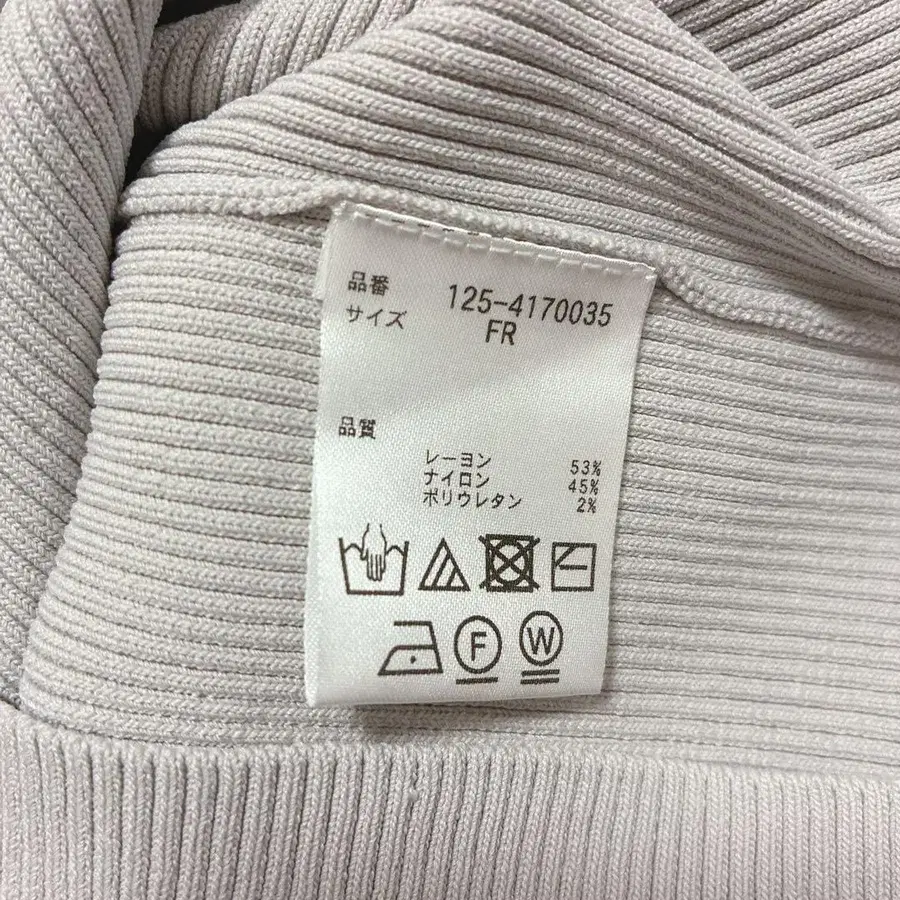 品番 125-4170035
サイズ FR
品質
レーヨン 53%
ナイロン 45%
ポリウレタン 2%
F W